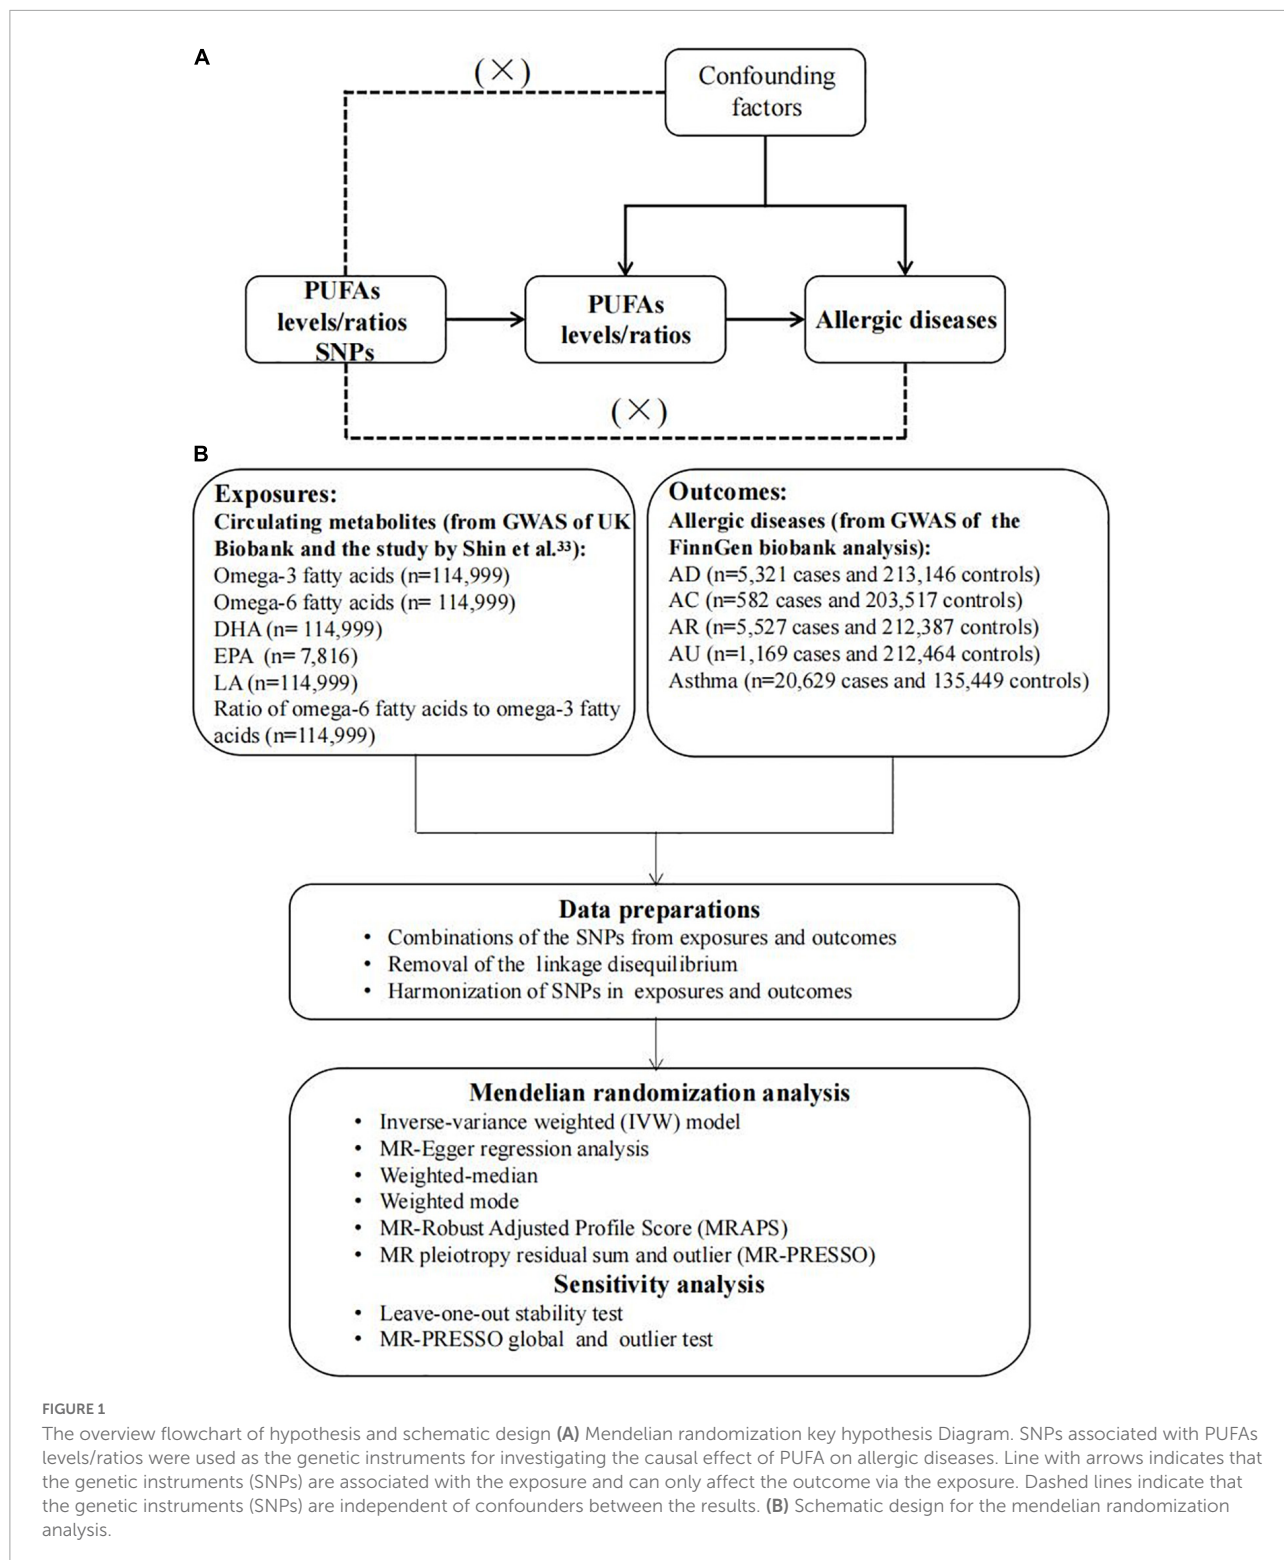 A
(×)
Confounding
factors
PUFAs
levels/ratios
SNPs
PUFAs
levels/ratios
Allergic diseases
(×)
B
Exposures:
Circulating metabolites (from GWAS of UK
Biobank and the study by Shin et al.³³):
Omega-3 fatty acids (n=114,999)
Omega-6 fatty acids (n= 114,999)
DHA (n= 114,999)
EPA (n= 7,816)
LA (n=114,999)
Ratio of omega-6 fatty acids to omega-3 fatty
acids (n=114,999)
Outcomes:
Allergic diseases (from GWAS of the
FinnGen biobank analysis):
AD (n=5,321 cases and 213,146 controls)
AC (n=582 cases and 203,517 controls)
AR (n=5,527 cases and 212,387 controls)
AU (n=1,169 cases and 212,464 controls)
Asthma (n=20,629 cases and 135,449 controls)
Data preparations
• Combinations of the SNPs from exposures and outcomes
• Removal of the linkage disequilibrium
• Harmonization of SNPs in exposures and outcomes
Mendelian randomization analysis
• Inverse-variance weighted (IVW) model
• MR-Egger regression analysis
• Weighted-median
• Weighted mode
• MR-Robust Adjusted Profile Score (MRAPS)
• MR pleiotropy residual sum and outlier (MR-PRESSO)
Sensitivity analysis
• Leave-one-out stability test
• MR-PRESSO global and outlier test
FIGURE 1
The overview flowchart of hypothesis and schematic design (A) Mendelian randomization key hypothesis Diagram. SNPs associated with PUFAs
levels/ratios were used as the genetic instruments for investigating the causal effect of PUFA on allergic diseases. Line with arrows indicates that
the genetic instruments (SNPs) are associated with the exposure and can only affect the outcome via the exposure. Dashed lines indicate that
the genetic instruments (SNPs) are independent of confounders between the results. (B) Schematic design for the mendelian randomization
analysis.